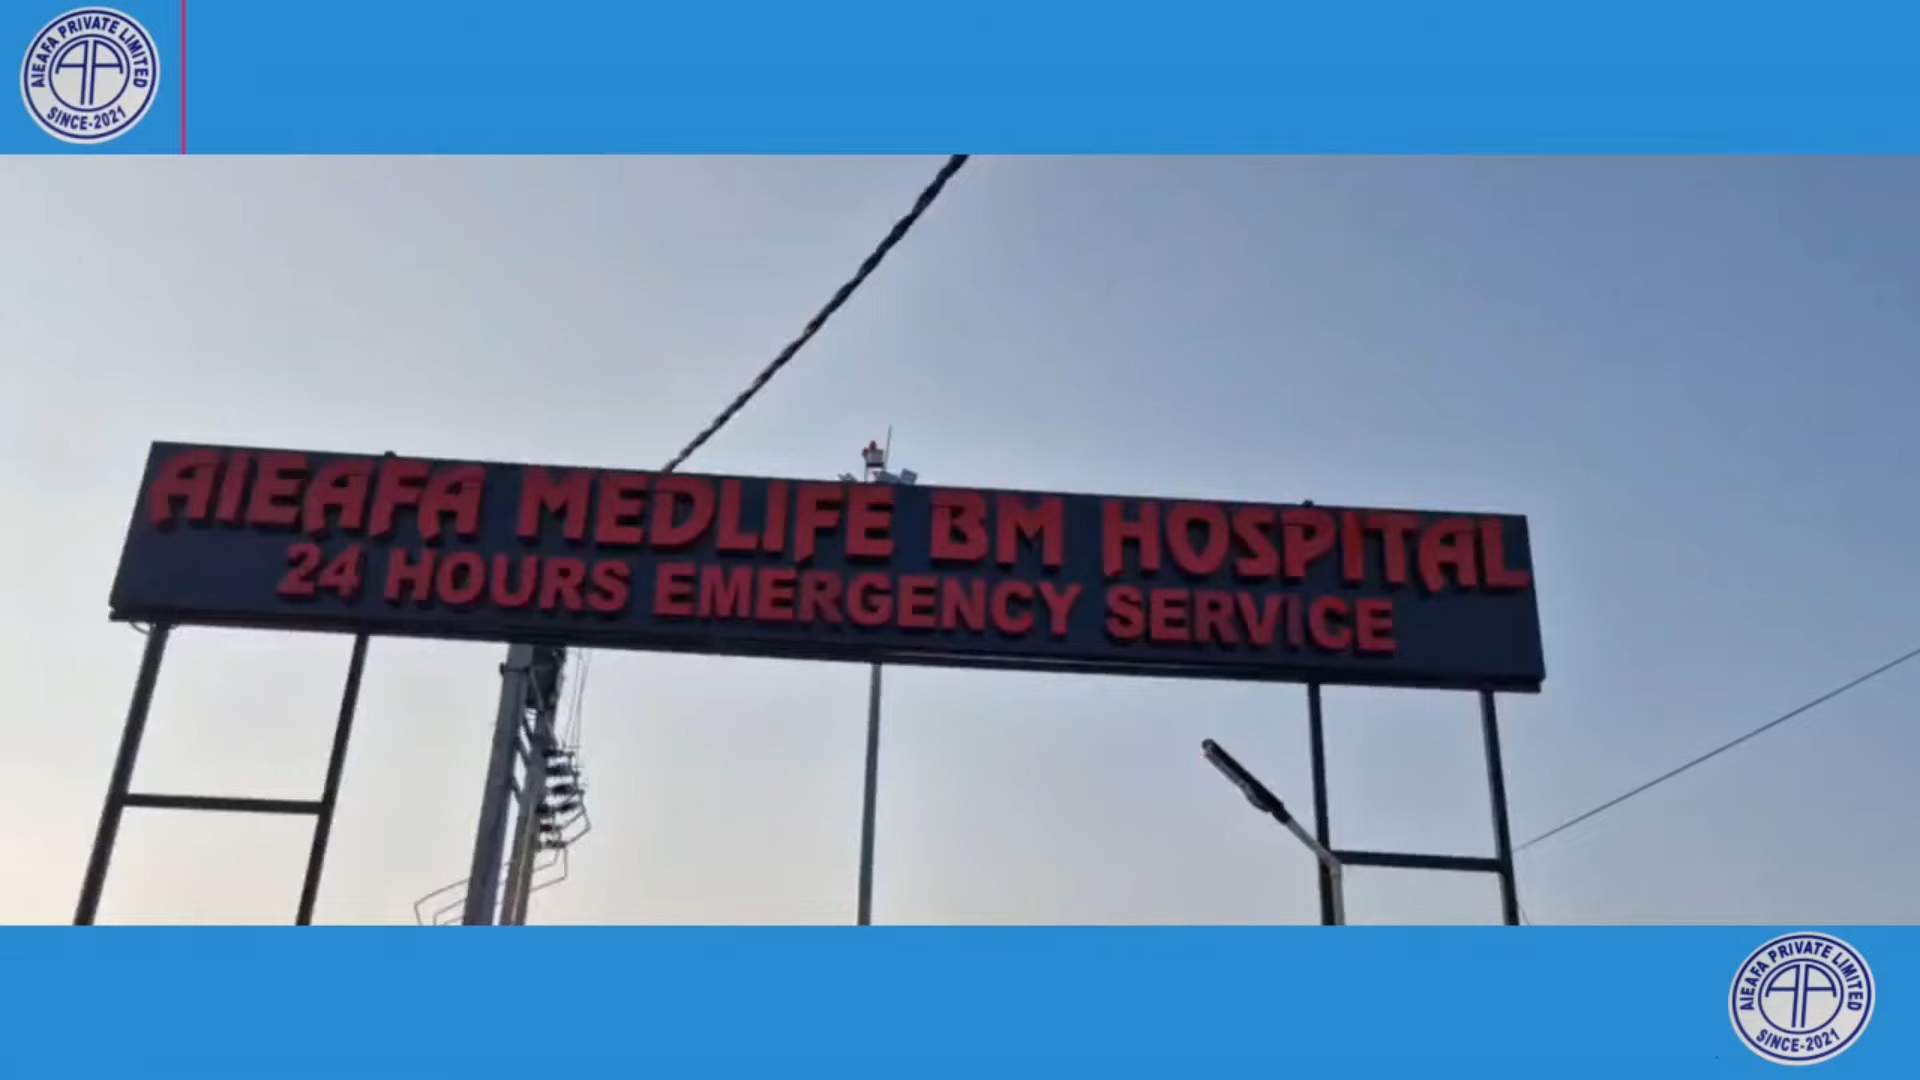 AIEAFA PRIVATE LIMITED
SINCE-2021
AIEAFA MEDLIFE BM HOSPITAL
24 HOURS EMERGENCY SERVICE
AIEAFA PRIVATE LIMITED
SINCE-2021